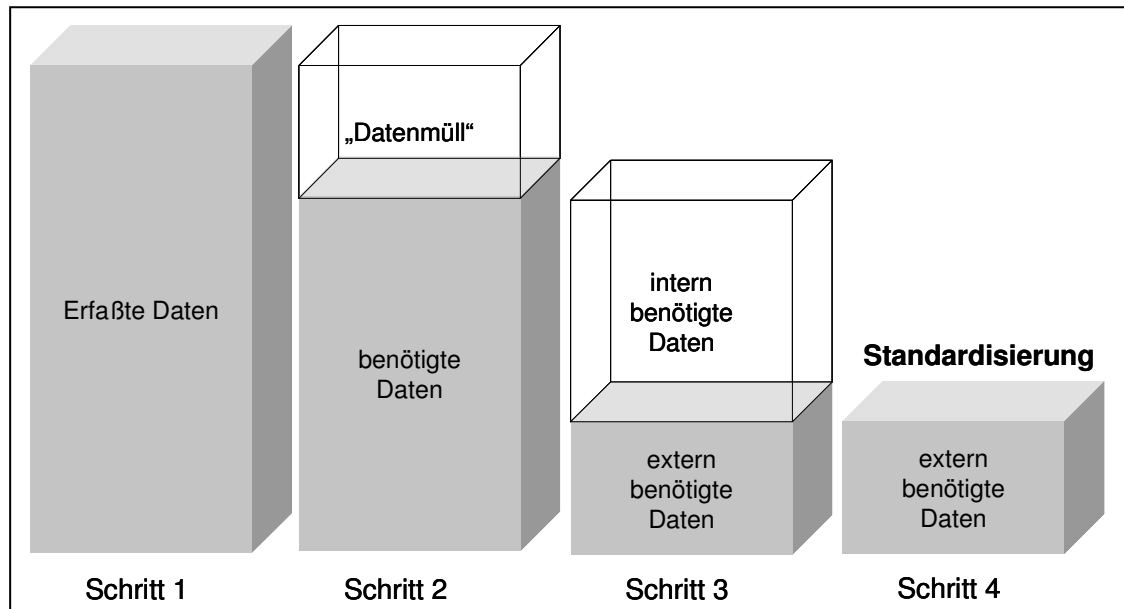 „Datenmüll“
Erfaßte Daten
benötigte
Daten
intern
benötigte
Daten
extern
benötigte
Daten
Standardisierung
extern
benötigte
Daten
Schritt 1
Schritt 2
Schritt 3
Schritt 4